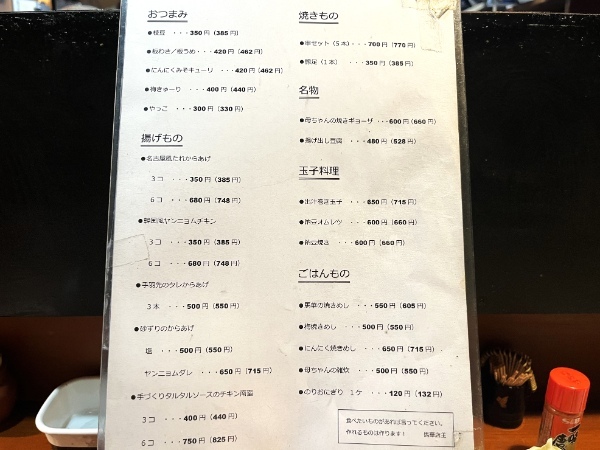 おつまみ
●枝豆 ・・・350円（385円）
●板わさ／板うめ・・・420円（462円）
●にんにくみそキューリ ・・・420円（462円）
●梅きゅーり ・・・400円（440円）
●やっこ ・・・300円（330円）
揚げもの
●名古屋風たれからあげ
3コ ・・・350円（385円）
6コ ・・・680円（748円）
●韓国風ヤンニョムチキン
3コ ・・・350円（385円）
6コ ・・・680円（748円）
●手羽先のタレからあげ
3本 ・・・500円（550円）
●砂ずりのからあげ
塩 ・・・500円（550円）
ヤンニョムダレ ・・・650円（715円）
●手づくりタルタルソースのチキン南蛮
3コ ・・・400円（440円）
6コ ・・・750円（825円）
焼きもの
●串セット（5本）・・・700円（770円）
●豚足（1本） ・・・350円（385円）
名物
●母ちゃんの焼きギョーザ ・・・600円（660円）
●揚げ出し豆腐 ・・・480円（528円）
玉子料理
●出汁巻き玉子 ・・・650円（715円）
●納豆オムレツ ・・・600円（660円）
●納豆焼き ・・・600円（660円）
ごはんもの
●男華の焼きめし ・・・550円（605円）
●焼きめし ・・・500円（550円）
●にんにく焼きめし ・・・650円（715円）
●母ちゃんの雑炊 ・・・500円（550円）
●のりおにぎり 1ケ ・・・120円（132円）
食べたいものがあれば言ってください。
作れるものは作ります！ 店主